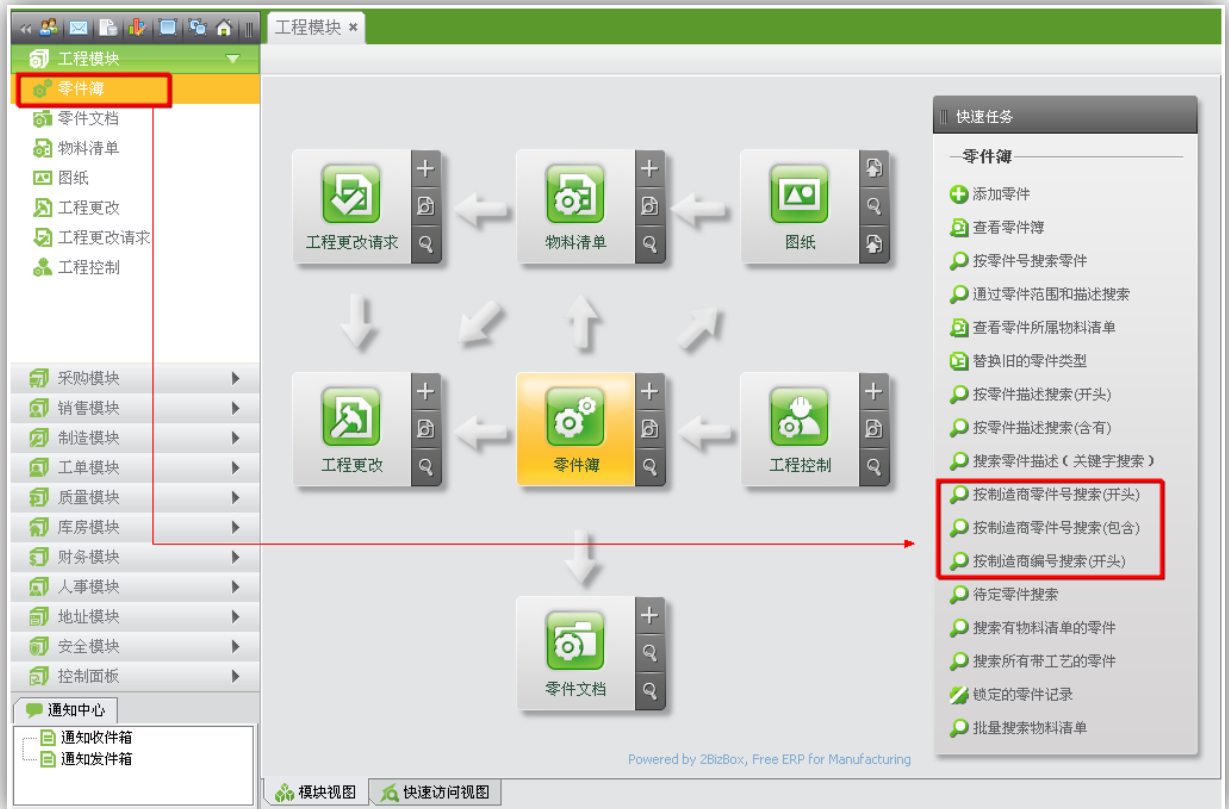 工程模块
工程模块
零件簿
零件文档
物料清单
图纸
工程更改
工程更改请求
工程控制
采购模块
销售模块
制造模块
工单模块
质量模块
库房模块
财务模块
人事模块
地址模块
安全模块
控制面板
通知中心
通知收件箱
通知发件箱
工程更改请求
物料清单
图纸
工程更改
零件簿
工程控制
零件文档
Powered by 2BizBox, Free ERP for Manufacturing
模块视图
快速访问视图
快速任务
零件簿
添加零件
查看零件簿
按零件号搜索零件
通过零件范围和描述搜索
查看零件所属物料清单
替换旧的零件类型
按零件描述搜索(开头)
按零件描述搜索(含有)
搜索零件描述(关键字搜索)
按制造商零件号搜索(开头)
按制造商零件号搜索(包含)
按制造商编号搜索(开头)
待定零件搜索
搜索有物料清单的零件
搜索所有带工艺的零件
锁定的零件记录
批量搜索物料清单